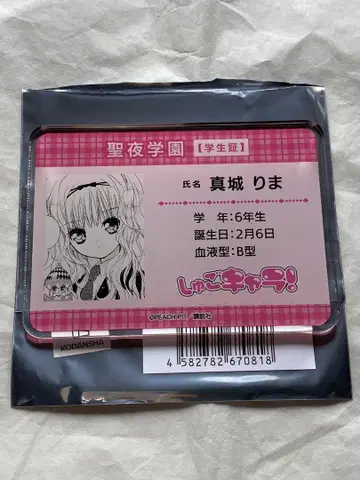 聖夜学園【学生証】
氏名 真城 りま
学 年:6年生
誕生日:2月6日
血液型:B型
しゅごキャラ!
©PEACH-PIT/講談社
KODANSHA
4 582782 670818